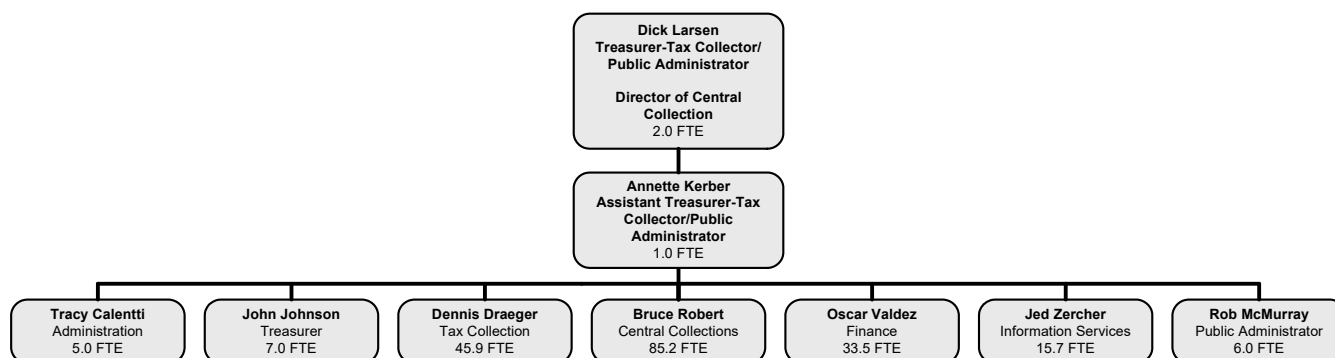 Dick Larsen
Treasurer-Tax Collector/
Public Administrator
Director of Central
Collection
2.0 FTE
Annette Kerber
Assistant Treasurer-Tax
Collector/Public
Administrator
1.0 FTE
Tracy Calentti
Administration
5.0 FTE
John Johnson
Treasurer
7.0 FTE
Dennis Draeger
Tax Collection
45.9 FTE
Bruce Robert
Central Collections
85.2 FTE
Oscar Valdez
Finance
33.5 FTE
Jed Zercher
Information Services
15.7 FTE
Rob McMurray
Public Administrator
6.0 FTE